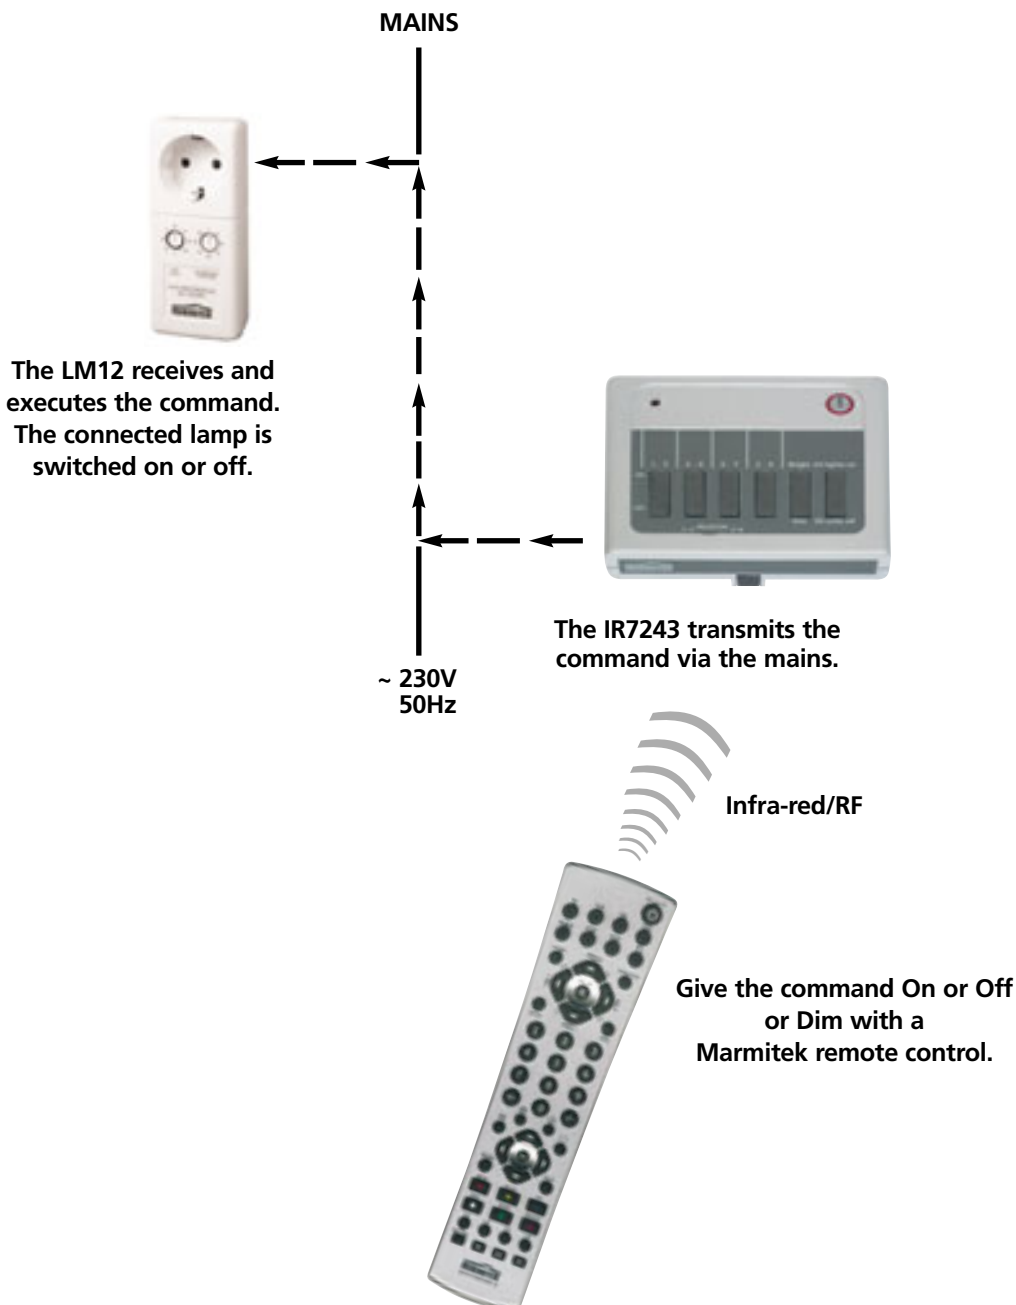 MAINS
The LM12 receives and
executes the command.
The connected lamp is
switched on or off.
The IR7243 transmits the
command via the mains.
~ 230V
50Hz
Infra-red/RF
Give the command On or Off
or Dim with a
Marmitek remote control.